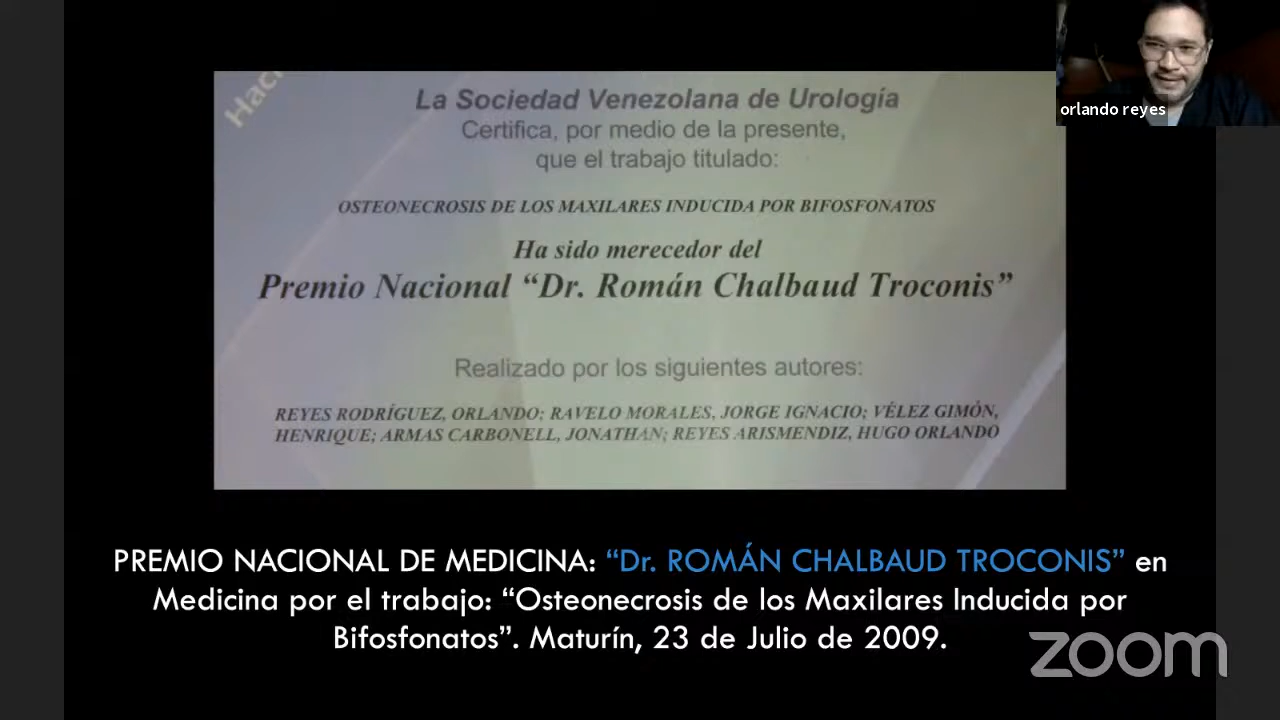 Haci
La Sociedad Venezolana de Urología
Certifica, por medio de la presente,
que el trabajo titulado:
OSTEONECROSIS DE LOS MAXILARES INDUCIDA POR BIFOSFONATOS
Ha sido merecedor del
Premio Nacional “Dr. Román Chalbaud Troconis”
Realizado por los siguientes autores:
REYES RODRÍGUEZ, ORLANDO; RAVELO MORALES, JORGE IGNACIO; VÉLEZ GIMÓN,
HENRIQUE; ARMAS CARBONELL, JONATHAN; REYES ARISMENDIZ, HUGO ORLANDO
orlando reyes
PREMIO NACIONAL DE MEDICINA: “Dr. ROMÁN CHALBAUD TROCONIS” en
Medicina por el trabajo: “Osteonecrosis de los Maxilares Inducida por
Bifosfonatos”. Maturín, 23 de Julio de 2009.
zoom